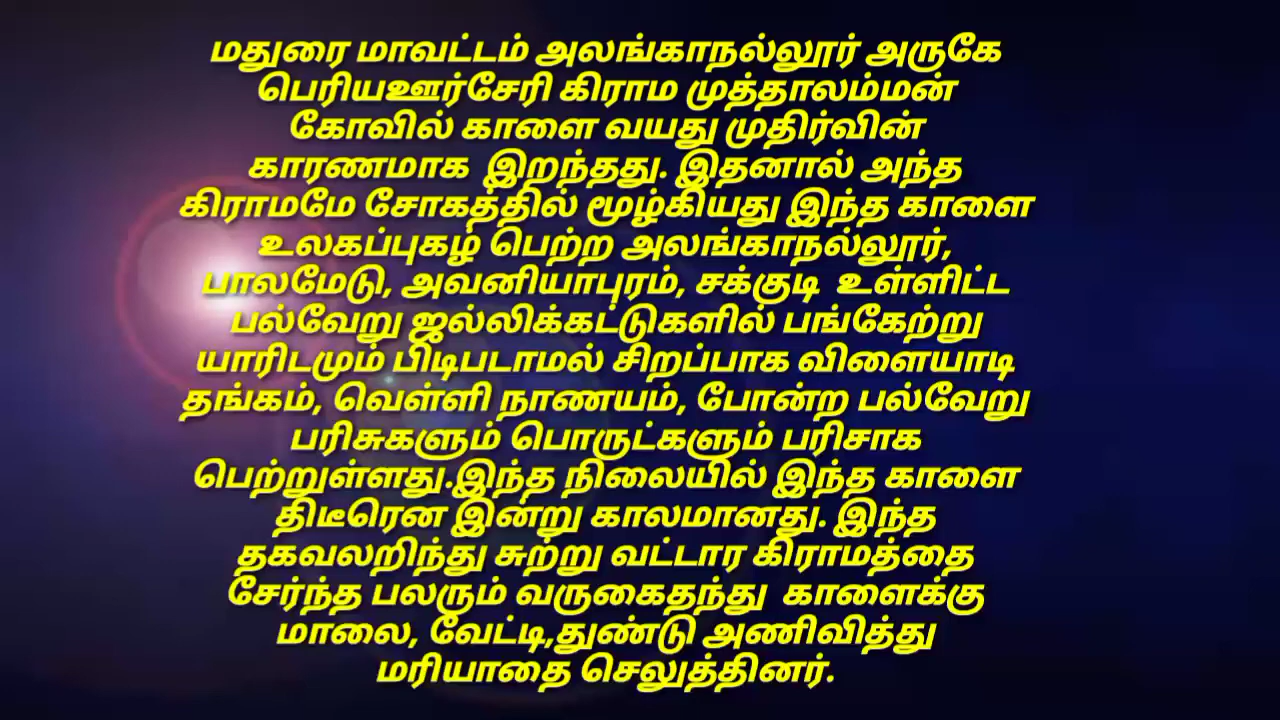 மதுரை மாவட்டம் அலங்காநல்லூர் அருகே
பெரியஊர்சேரி கிராம முத்தாலம்மன்
கோவில் காளை வயது முதிர்வின்
காரணமாக இறந்தது. இதனால் அந்த
கிராமமே சோகத்தில் மூழ்கியது இந்த காளை
உலகப்புகழ் பெற்ற அலங்காநல்லூர்,
பாலமேடு, அவனியாபுரம், சக்குடி உள்ளிட்ட
பல்வேறு ஜல்லிக்கட்டுகளில் பங்கேற்று
யாரிடமும் பிடிபடாமல் சிறப்பாக விளையாடி
தங்கம், வெள்ளி நாணயம், போன்ற பல்வேறு
பரிசுகளும் பொருட்களும் பரிசாக
பெற்றுள்ளது.இந்த நிலையில் இந்த காளை
திடீரென இன்று காலமானது. இந்த
தகவலறிந்து சுற்று வட்டார கிராமத்தை
சேர்ந்த பலரும் வருகைதந்து காளைக்கு
மாலை, வேட்டி,துண்டு அணிவித்து
மரியாதை செலுத்தினர்.